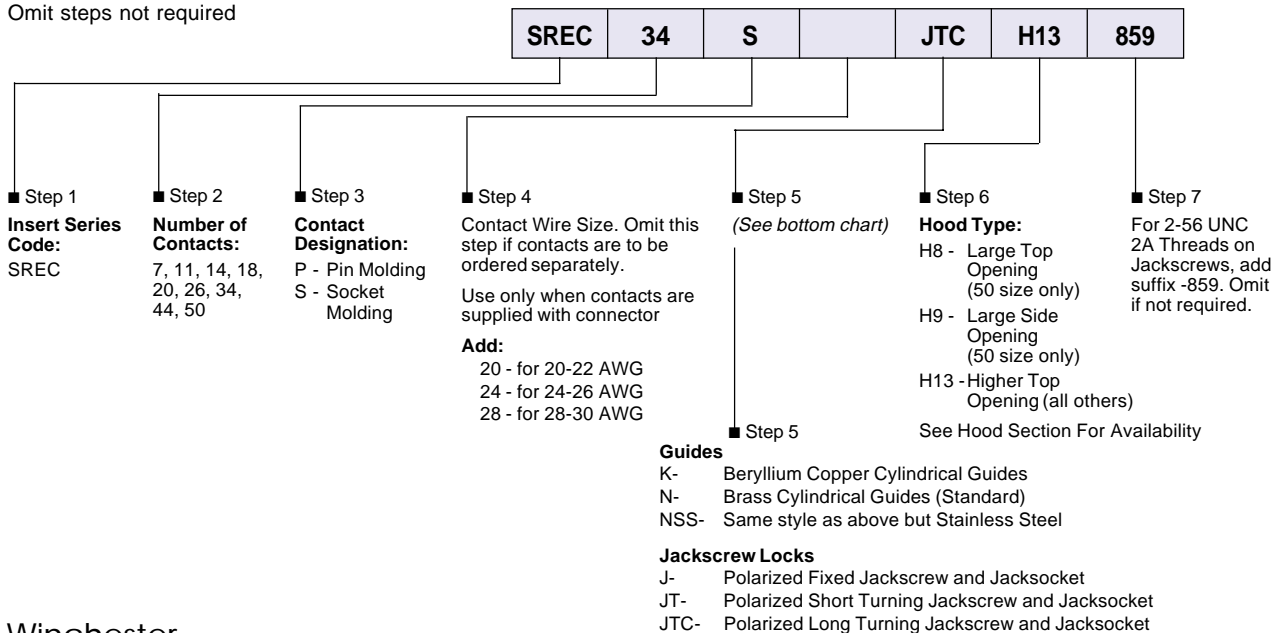 Omit steps not required
SREC 34 S JTC H13 859
■ Step 1
Insert Series
Code:
SREC
■ Step 2
Number of
Contacts:
7, 11, 14, 18,
20, 26, 34,
44, 50
■ Step 3
Contact
Designation:
P - Pin Molding
S - Socket
Molding
■ Step 4
Contact Wire Size. Omit this
step if contacts are to be
ordered separately.
Use only when contacts are
supplied with connector
Add:
20 - for 20-22 AWG
24 - for 24-26 AWG
28 - for 28-30 AWG
■ Step 5
(See bottom chart)
■ Step 6
Hood Type:
H8 - Large Top
Opening
(50 size only)
H9 - Large Side
Opening
(50 size only)
H13 - Higher Top
Opening (all others)
See Hood Section For Availability
■ Step 7
For 2-56 UNC
2A Threads on
Jackscrews, add
suffix -859. Omit
if not required.
■ Step 5
Guides
K- Beryllium Copper Cylindrical Guides
N- Brass Cylindrical Guides (Standard)
NSS- Same style as above but Stainless Steel
Jackscrew Locks
J- Polarized Fixed Jackscrew and Jacksocket
JT- Polarized Short Turning Jackscrew and Jacksocket
JTC- Polarized Long Turning Jackscrew and Jacksocket
Winchester